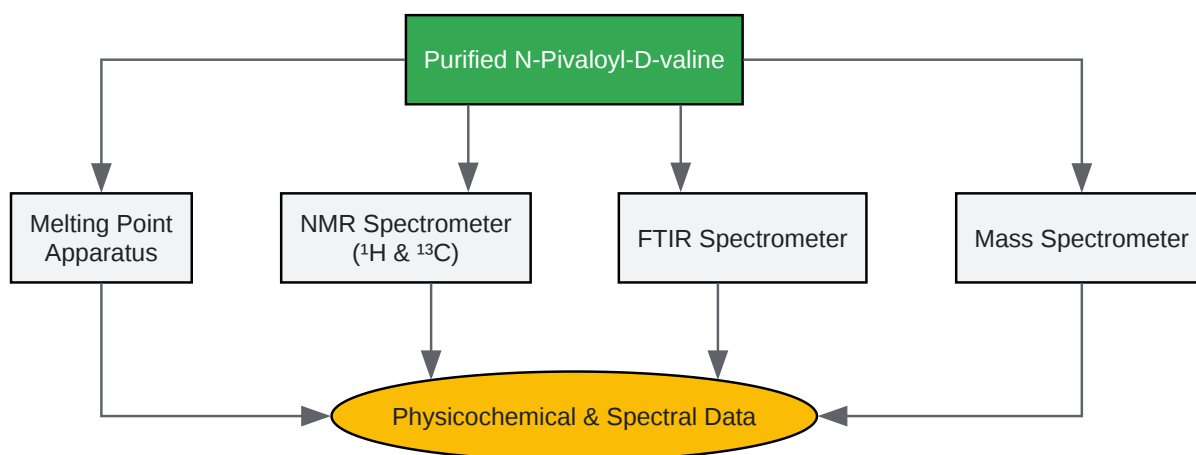 Purified N-Pivaloyl-D-valine
Melting Point
Apparatus
NMR Spectrometer
(¹H & ¹³C)
FTIR Spectrometer
Mass Spectrometer
Physicochemical & Spectral Data